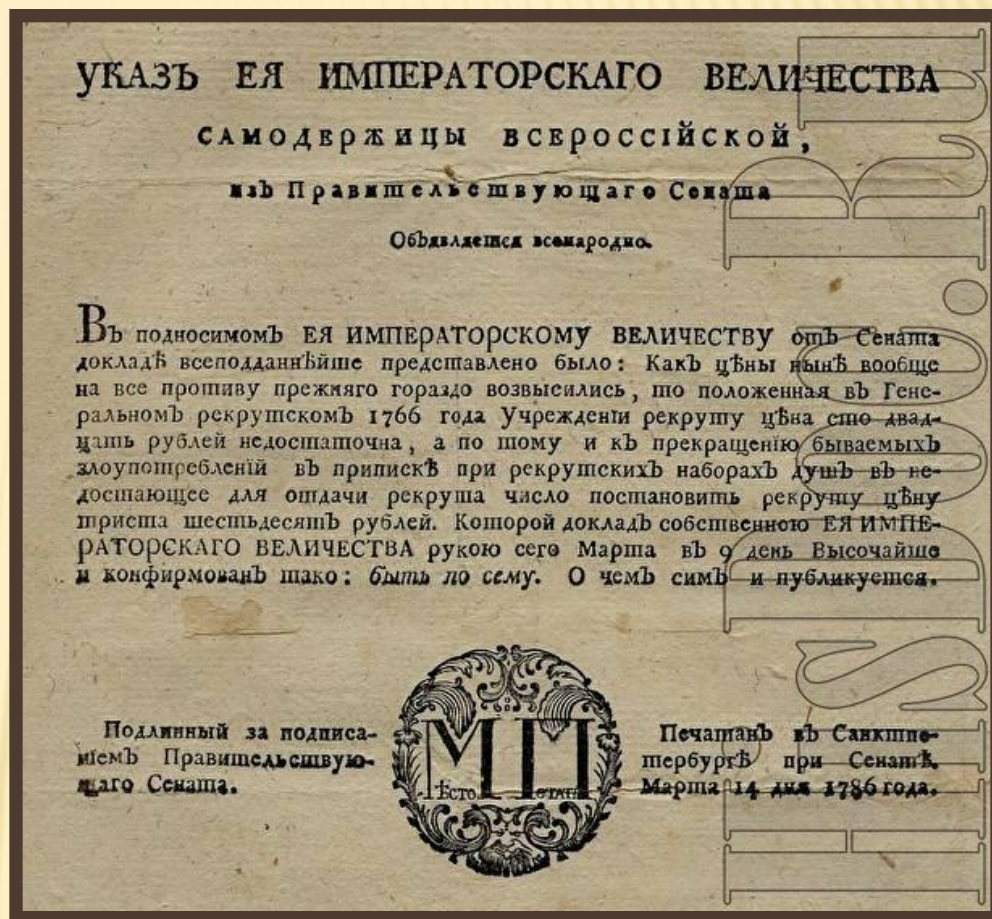 УКАЗЪ ЕЯ ИМПЕРАТОРСКАГО ВЕЛИЧЕСТВА
САМОДЕРЖИЦЫ ВСЕРОССІЙСКОЙ,
изъ Правительствующаго Сената
Объявляется всенародно.
Въ подносимомъ ЕЯ ИМПЕРАТОРСКОМУ ВЕЛИЧЕСТВУ отъ Сената
докладѣ всеподданнѣйше представлено было: Какъ цѣны нынѣ вообще
на все противу прежняго гораздо возвысились, то положенная въ Гене-
ральномъ рекрутскомъ 1766 года Учрежденіи рекруту цѣна сто двад-
цать рублей недостаточна, а по тому и къ прекращенію бываемыхъ
злоупотребленій въ припискѣ при рекрутскихъ наборахъ душъ въ не-
достающее для отдачи рекрута число постановить рекруту цѣну
триста шестьдесятъ рублей. Которой докладъ собственною ЕЯ ИМПЕ-
РАТОРСКАГО ВЕЛИЧЕСТВА рукою сего Марта въ 9 день Высочайше
и конфирмованъ тако: быть по сему. О чемъ симъ и публикуется.
Подлинный за подписа-
ніемъ Правительствую-
щаго Сената.
МП
ѢСТО ЕЧАТИ
Печатанъ въ Санктпе-
тербургѣ при Сенатѣ
Марта 14 дня 1786 года.
HISDOC.RU